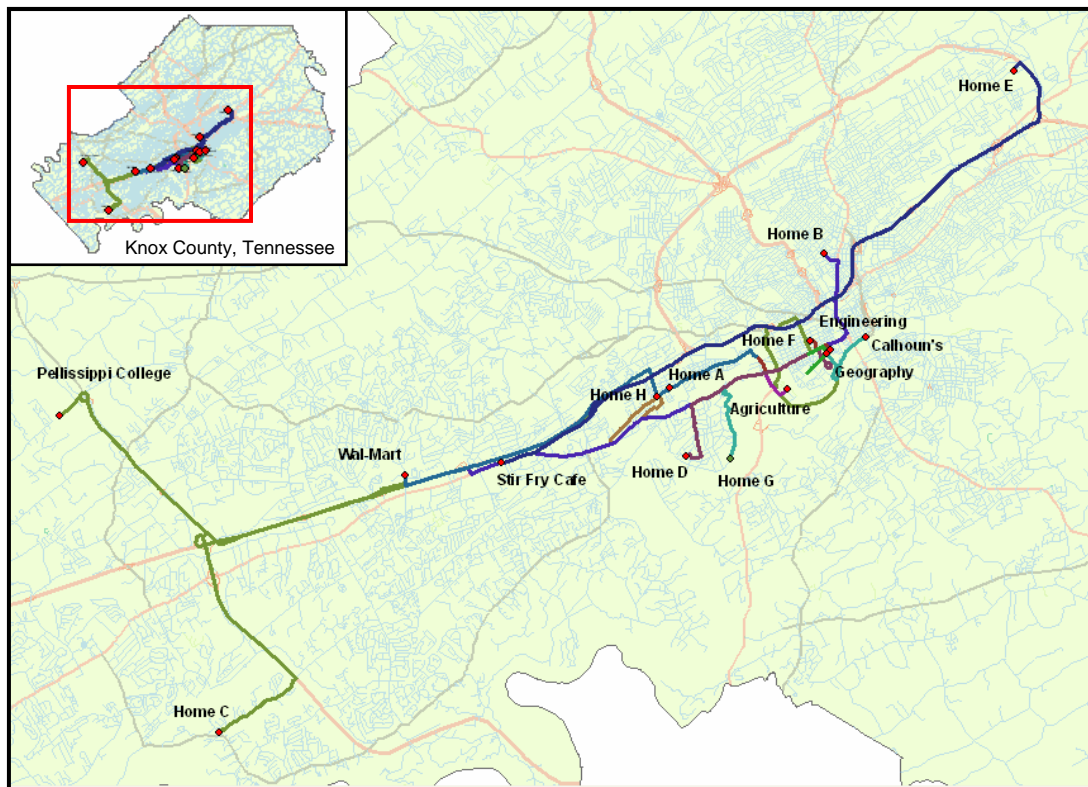 Knox County, Tennessee
Home E
Home B
Engineering
Home F
Calhoun's
Pellissippi College
Geography
Home A
Home H
Agriculture
Wal-Mart
Stir Fry Cafe
Home D
Home G
Home C